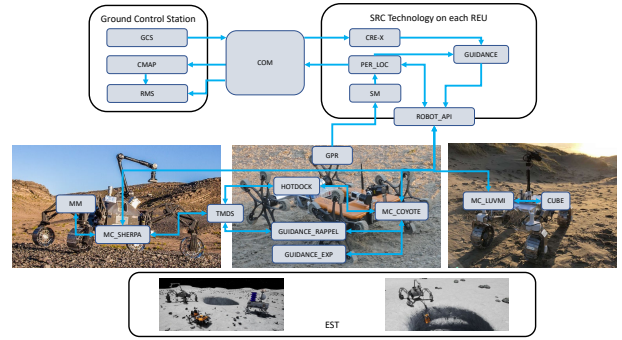 Ground Control Station
SRC Technology on each REU
GCS
COM
CRE-X
CMAP
PER_LOC
GUIDANCE
RMS
SM
ROBOT_API
GPR
HOTDOCK
MM
TMDS
MC_COYOTE
MC_LUVMI
CUBE
MC_SHERPA
GUIDANCE_RAPPEL
GUIDANCE_EXP
EST